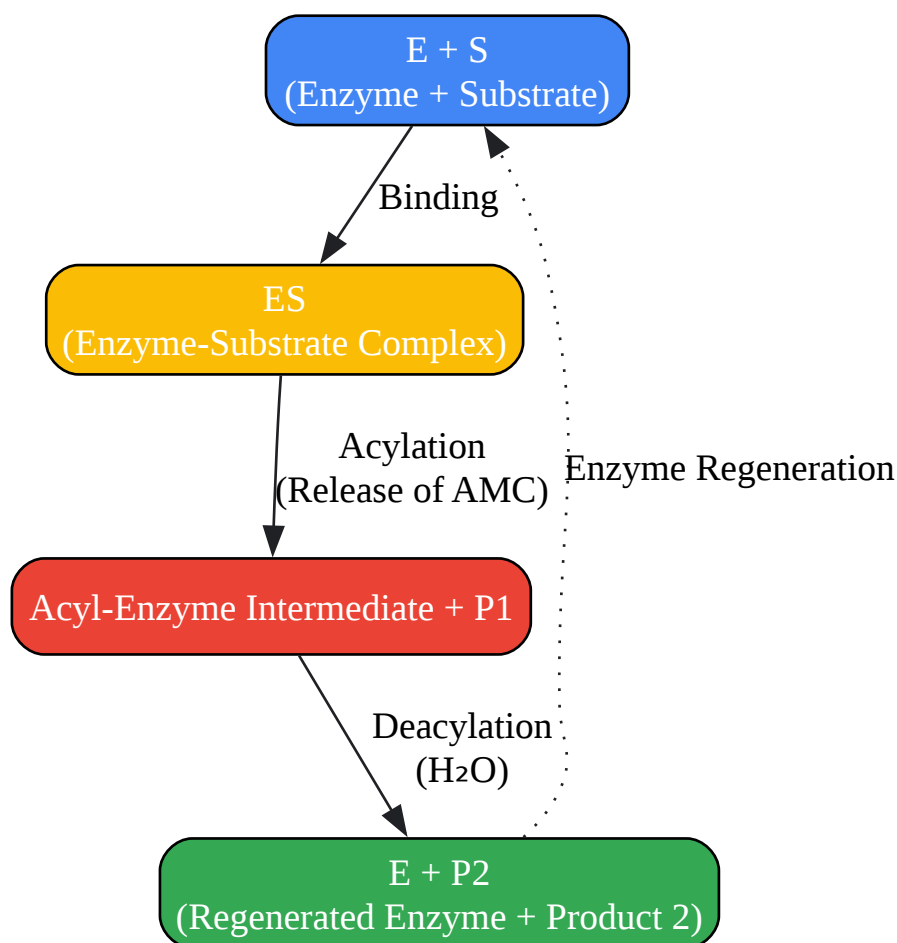 E + S
(Enzyme + Substrate)
Binding
ES
(Enzyme-Substrate Complex)
Acylation
(Release of AMC)
Enzyme Regeneration
Acyl-Enzyme Intermediate + P1
Deacylation
(H₂O)
E + P2
(Regenerated Enzyme + Product 2)